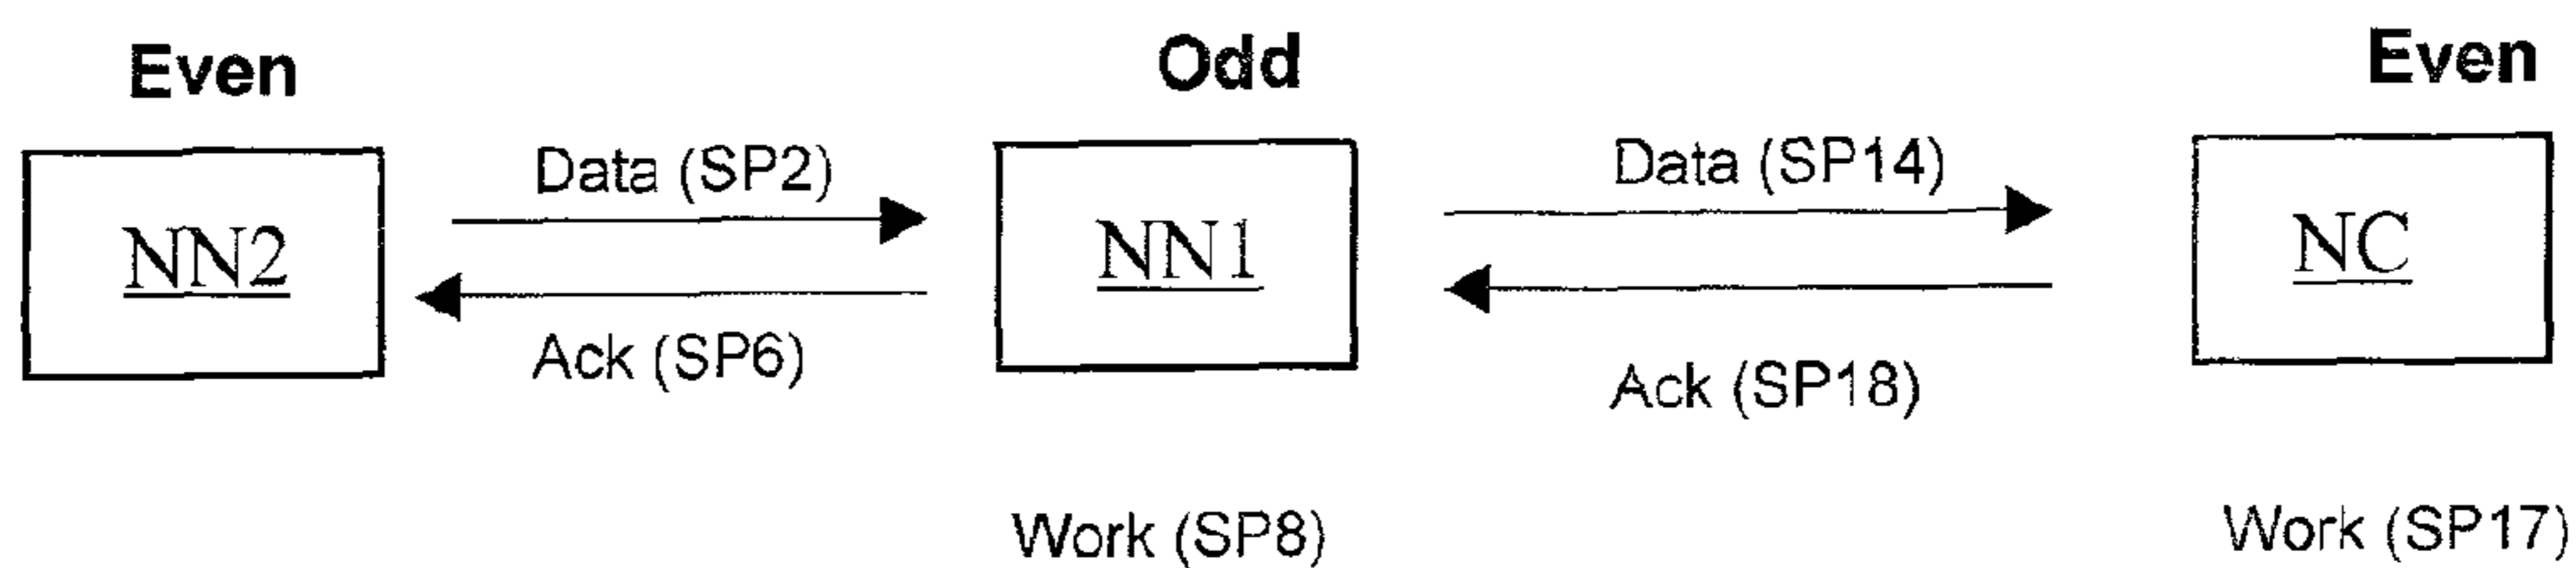 Even Odd Even
Data (SP2) Data (SP14)
NN2 NN1 NC
Ack (SP6) Ack (SP18)
Work (SP8) Work (SP17)